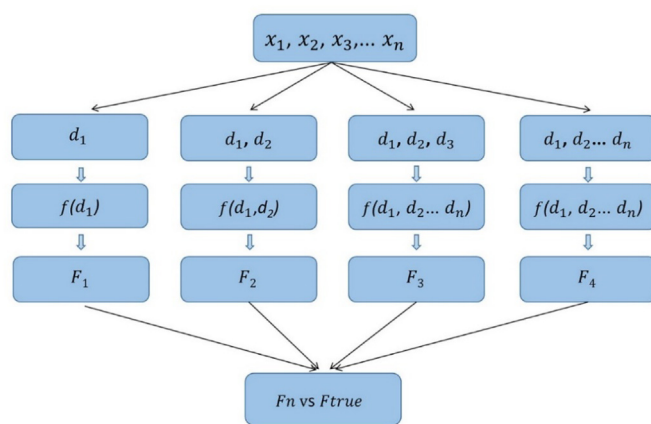 x₁, x₂, x₃,... xₙ
d₁
d₁, d₂
d₁, d₂, d₃
d₁, d₂... dₙ
f(d₁)
f(d₁,d₂)
f(d₁, d₂... dₙ)
f(d₁, d₂... dₙ)
F₁
F₂
F₃
F₄
Fn vs Ftrue